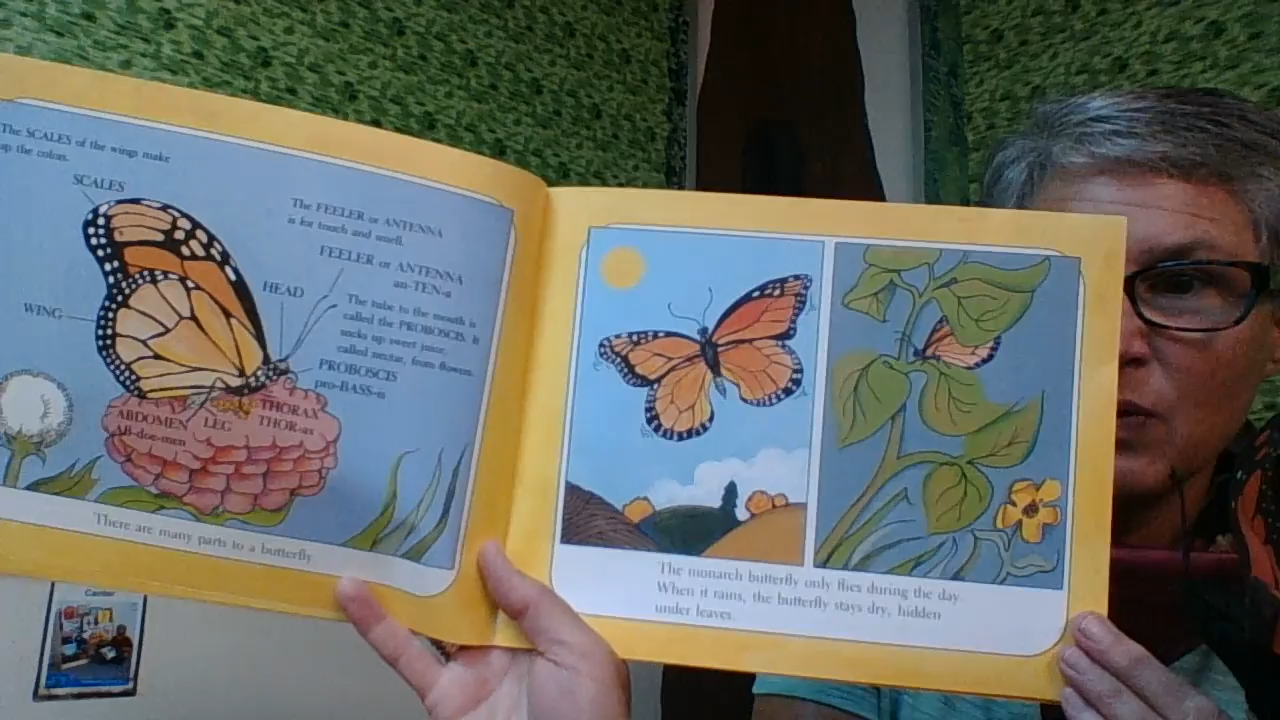 The SCALES of the wings make
up the colors.
SCALES
The FEELER or ANTENNA
is for touch and smell.
FEELER or ANTENNA
an-TEN-a
HEAD
WING
The tube to the mouth is
called the PROBOSCIS. It
sucks up sweet juice,
called nectar, from flowers.
PROBOSCIS
pro-BASS-is
ABDOMEN
AB-doe-men
LEG
THORAX
THOR-ax
There are many parts to a butterfly.
The monarch butterfly only flies during the day.
When it rains, the butterfly stays dry, hidden
under leaves.
Center